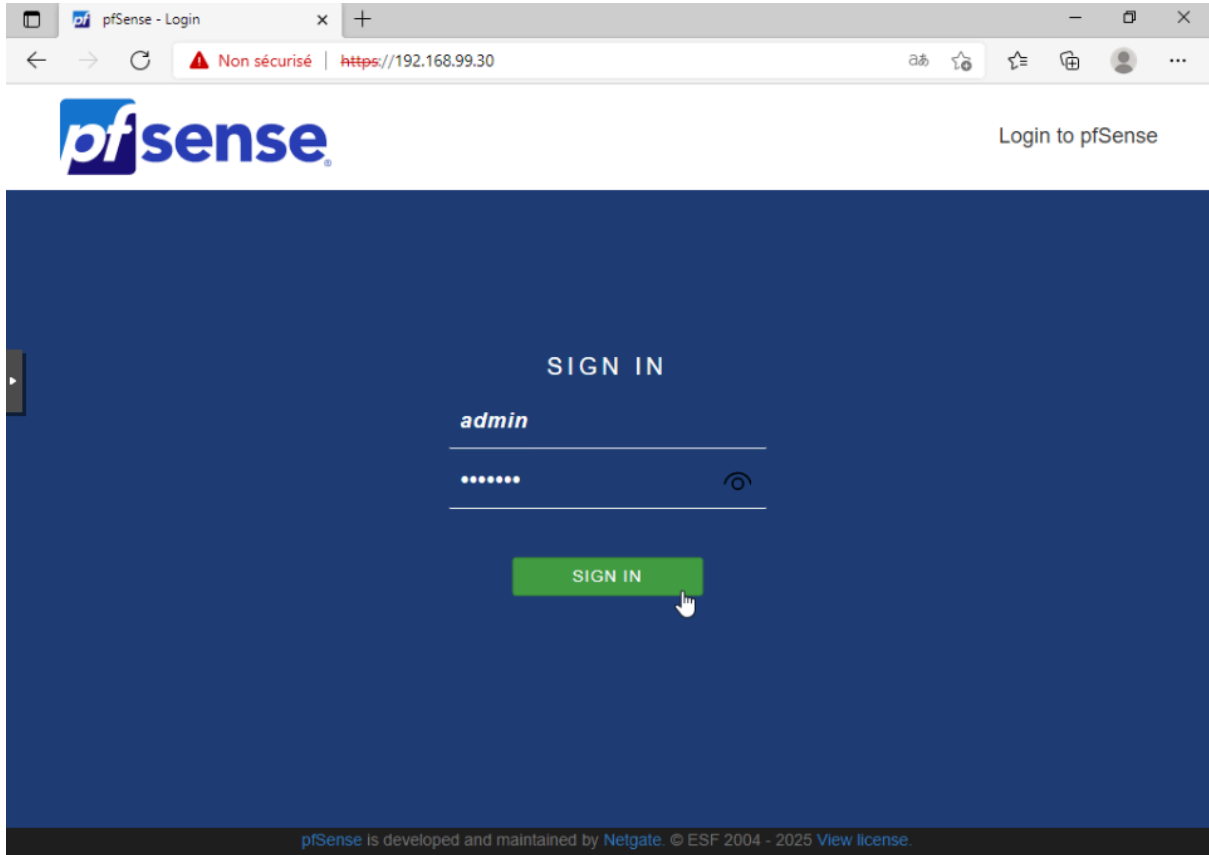 pfSense - Login
Non sécurisé | https://192.168.99.30
pfsense®
Login to pfSense
SIGN IN
admin
•••••••
SIGN IN
pfSense is developed and maintained by Netgate. © ESF 2004 - 2025 View license.